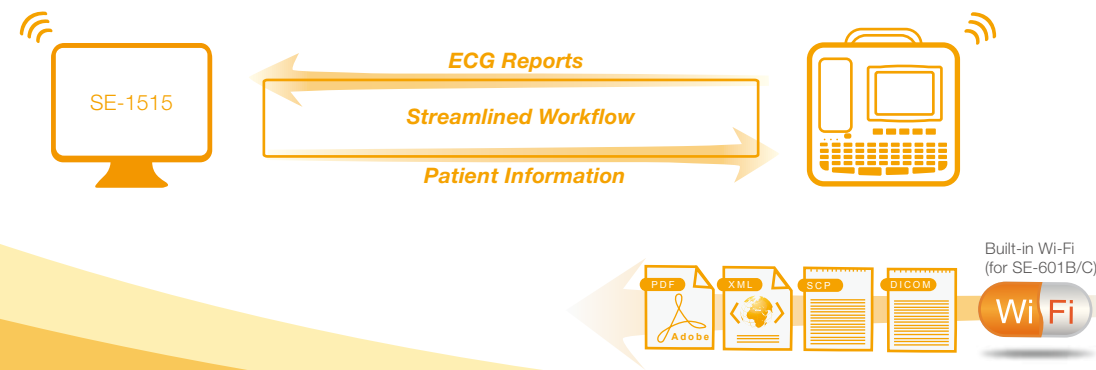 ECG Reports
SE-1515
Streamlined Workflow
Patient Information
Built-in Wi-Fi
(for SE-601B/C)
PDF
XML
SCP
DICOM
Adobe
Wi Fi